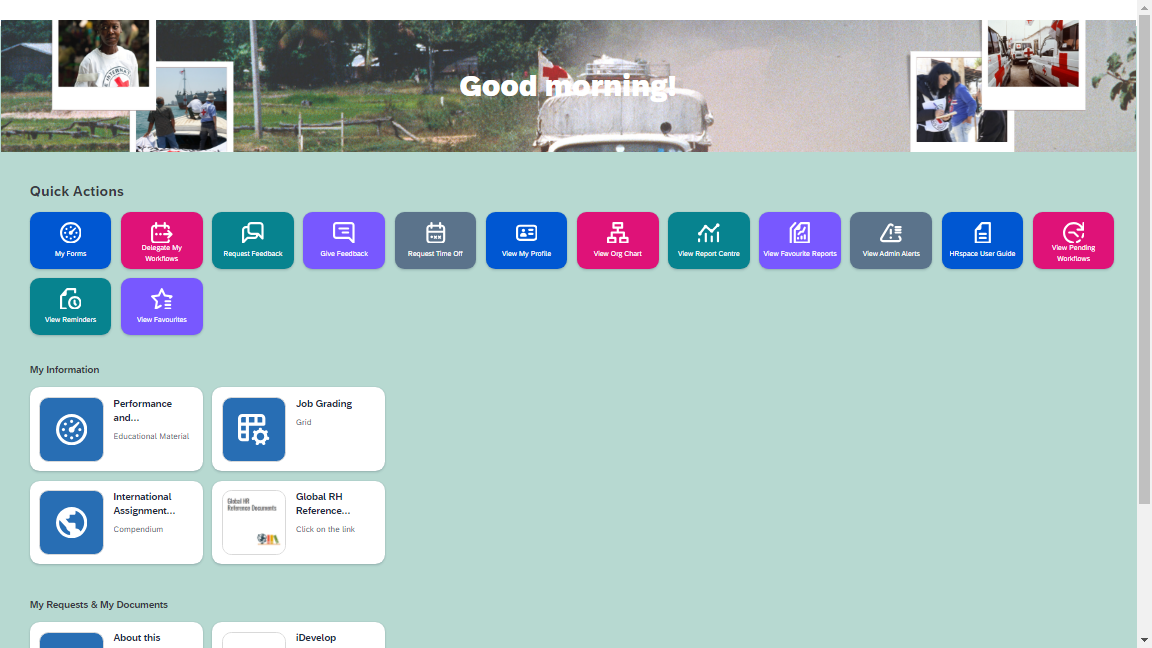 Good morning!
Quick Actions
My Forms
Delegate My
Workflows
Request Feedback
Give Feedback
Request Time Off
View My Profile
View Org Chart
View Report Centre
View Favourite Reports
View Admin Alerts
HRspace User Guide
View Pending
Workflows
View Reminders
View Favourites
My Information
Performance
and...
Educational Material
Job Grading
Grid
International
Assignment...
Compendium
Global HR
Reference Documents
Global RH
Reference...
Click on the link
My Requests & My Documents
About this
iDevelop